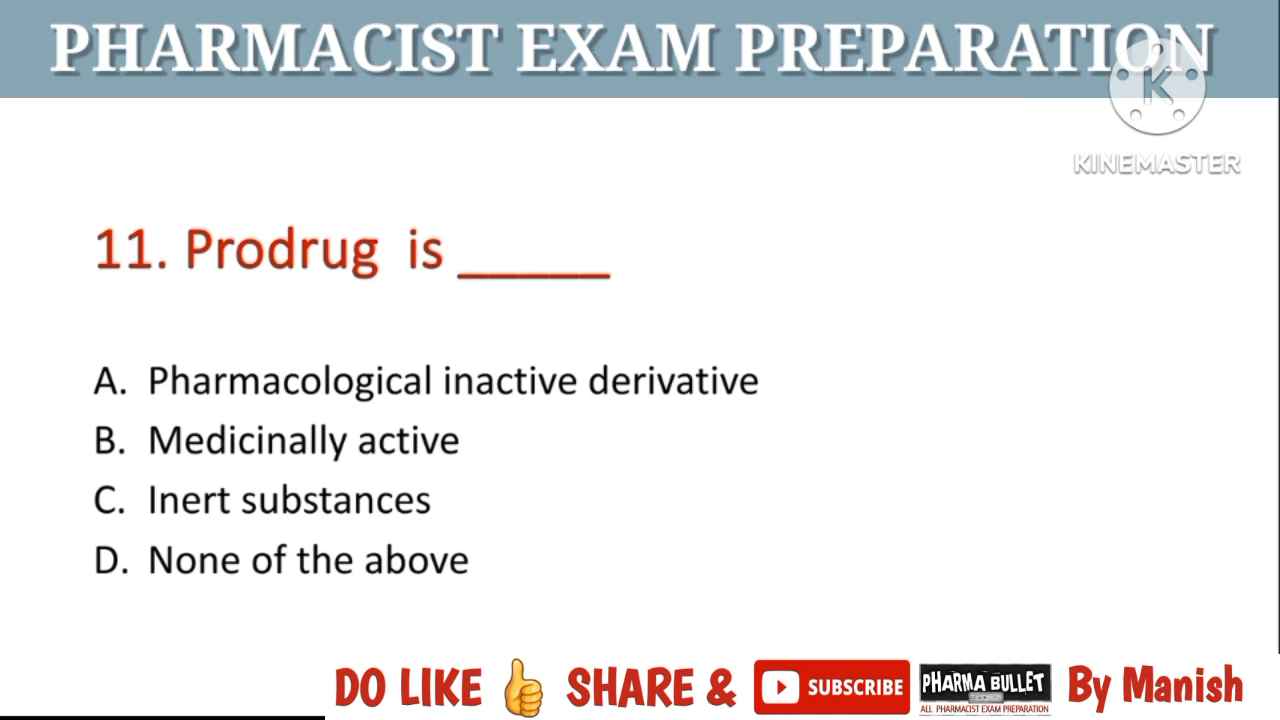 PHARMACIST EXAM PREPARATION
K
KINEMASTER
11. Prodrug is _____
A. Pharmacological inactive derivative
B. Medicinally active
C. Inert substances
D. None of the above
DO LIKE SHARE & SUBSCRIBE PHARMA BULLET By Manish
ALL PHARMACIST EXAM PREPARATION